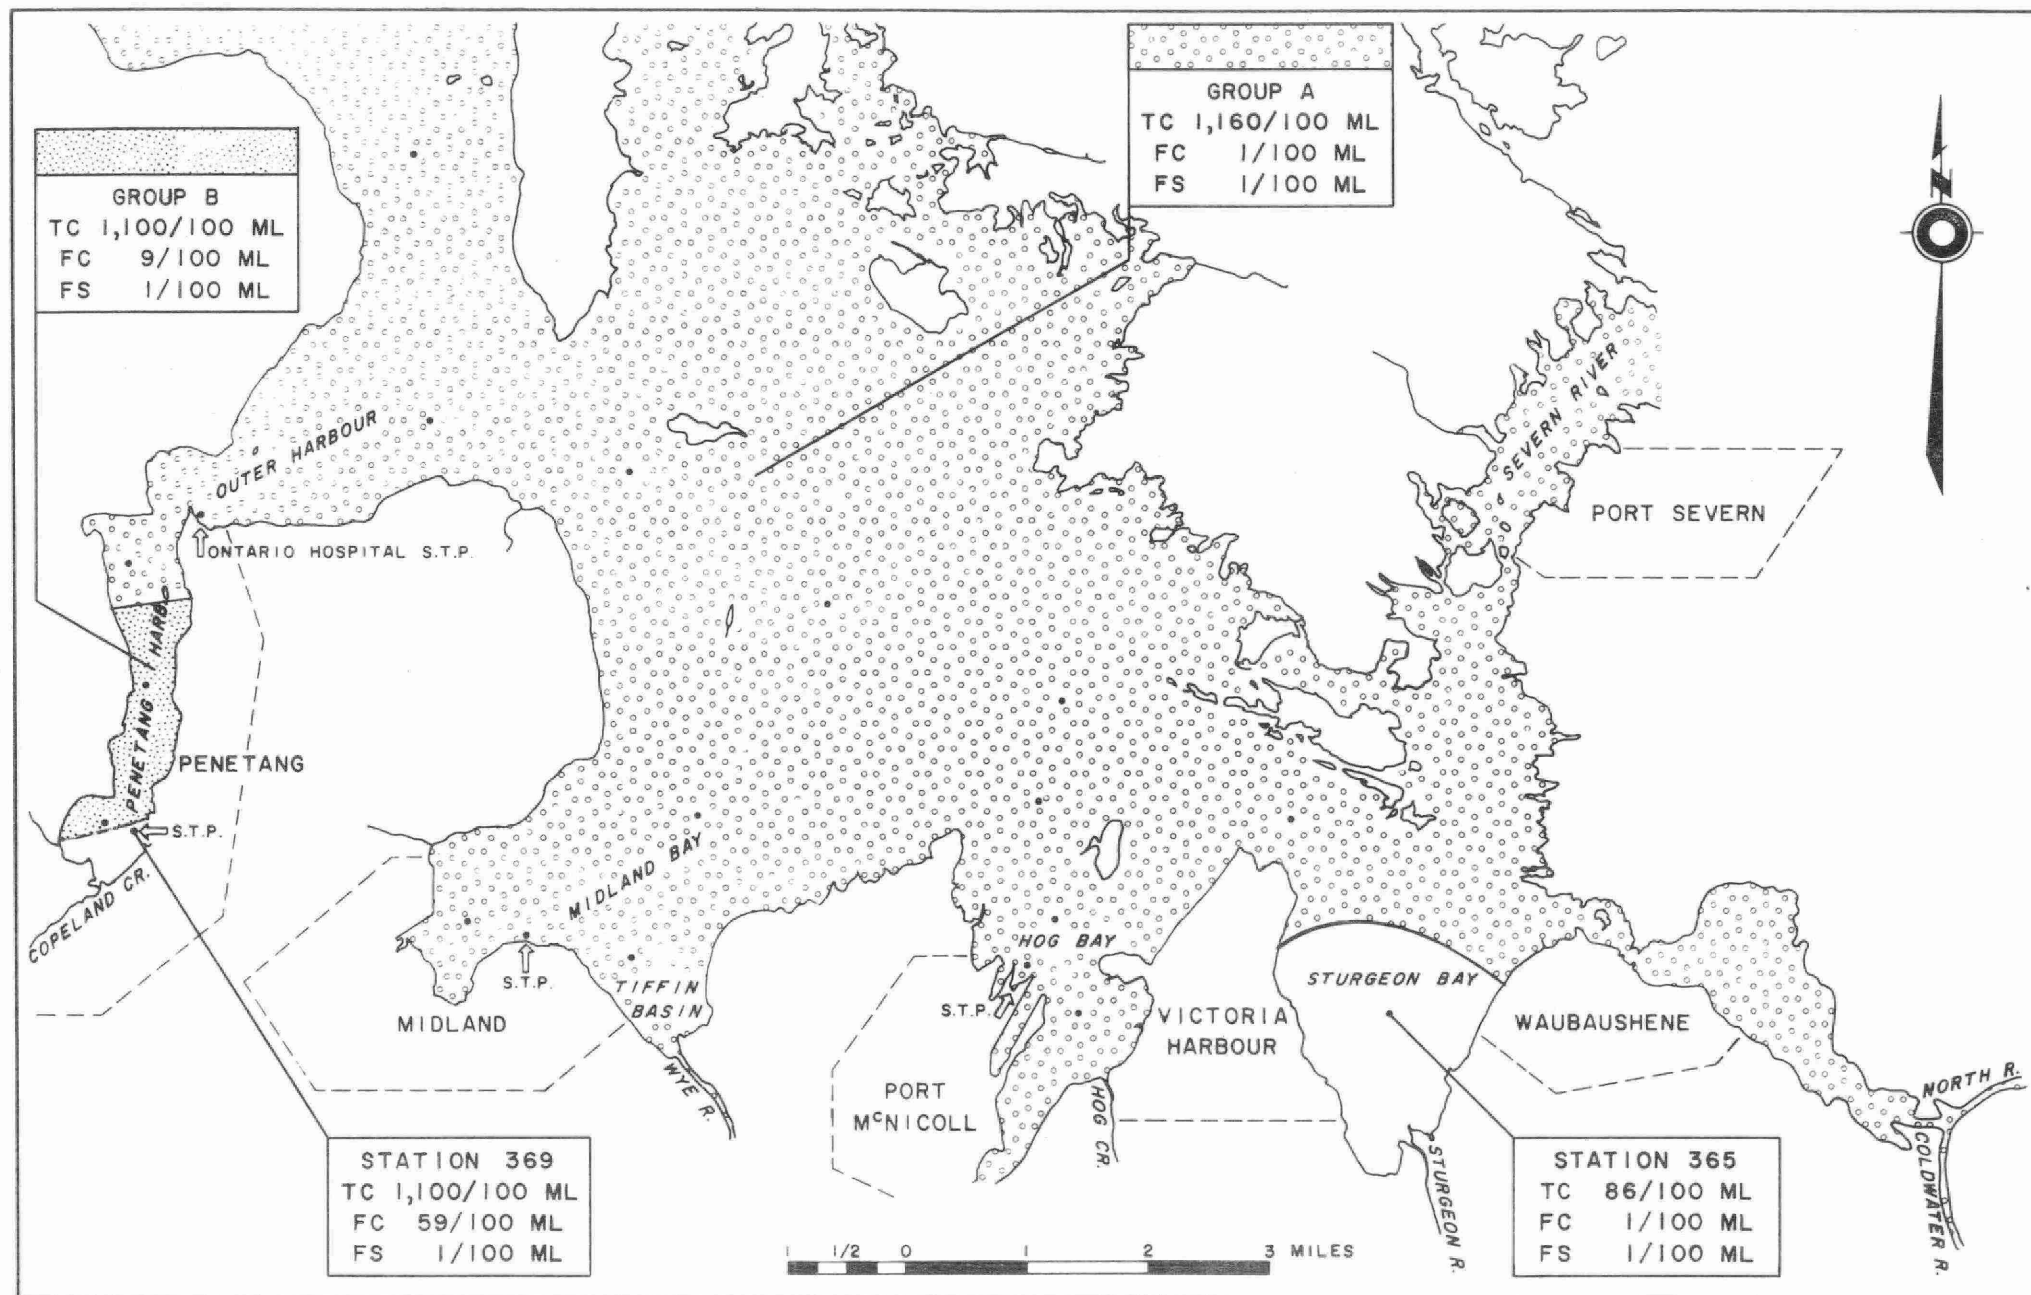 GROUP A
TC 1,160/100 ML
FC 1/100 ML
FS 1/100 ML
GROUP B
TC 1,100/100 ML
FC 9/100 ML
FS 1/100 ML
N
OUTER HARBOUR
SEVERN RIVER
PORT SEVERN
ONTARIO HOSPITAL S.T.P.
PENETANG HARB
PENETANG
S.T.P.
COPELAND CR.
MIDLAND BAY
S.T.P.
TIFFIN
BASIN
MIDLAND
WYE R.
HOG BAY
S.T.P.
PORT
McNICOLL
HOG CR.
VICTORIA
HARBOUR
STURGEON BAY
WAUBAUSHENE
STURGEON R.
NORTH R.
COLDWATER R.
STATION 369
TC 1,100/100 ML
FC 59/100 ML
FS 1/100 ML
STATION 365
TC 86/100 ML
FC 1/100 ML
FS 1/100 ML
1 1/2 0 1 2 3 MILES